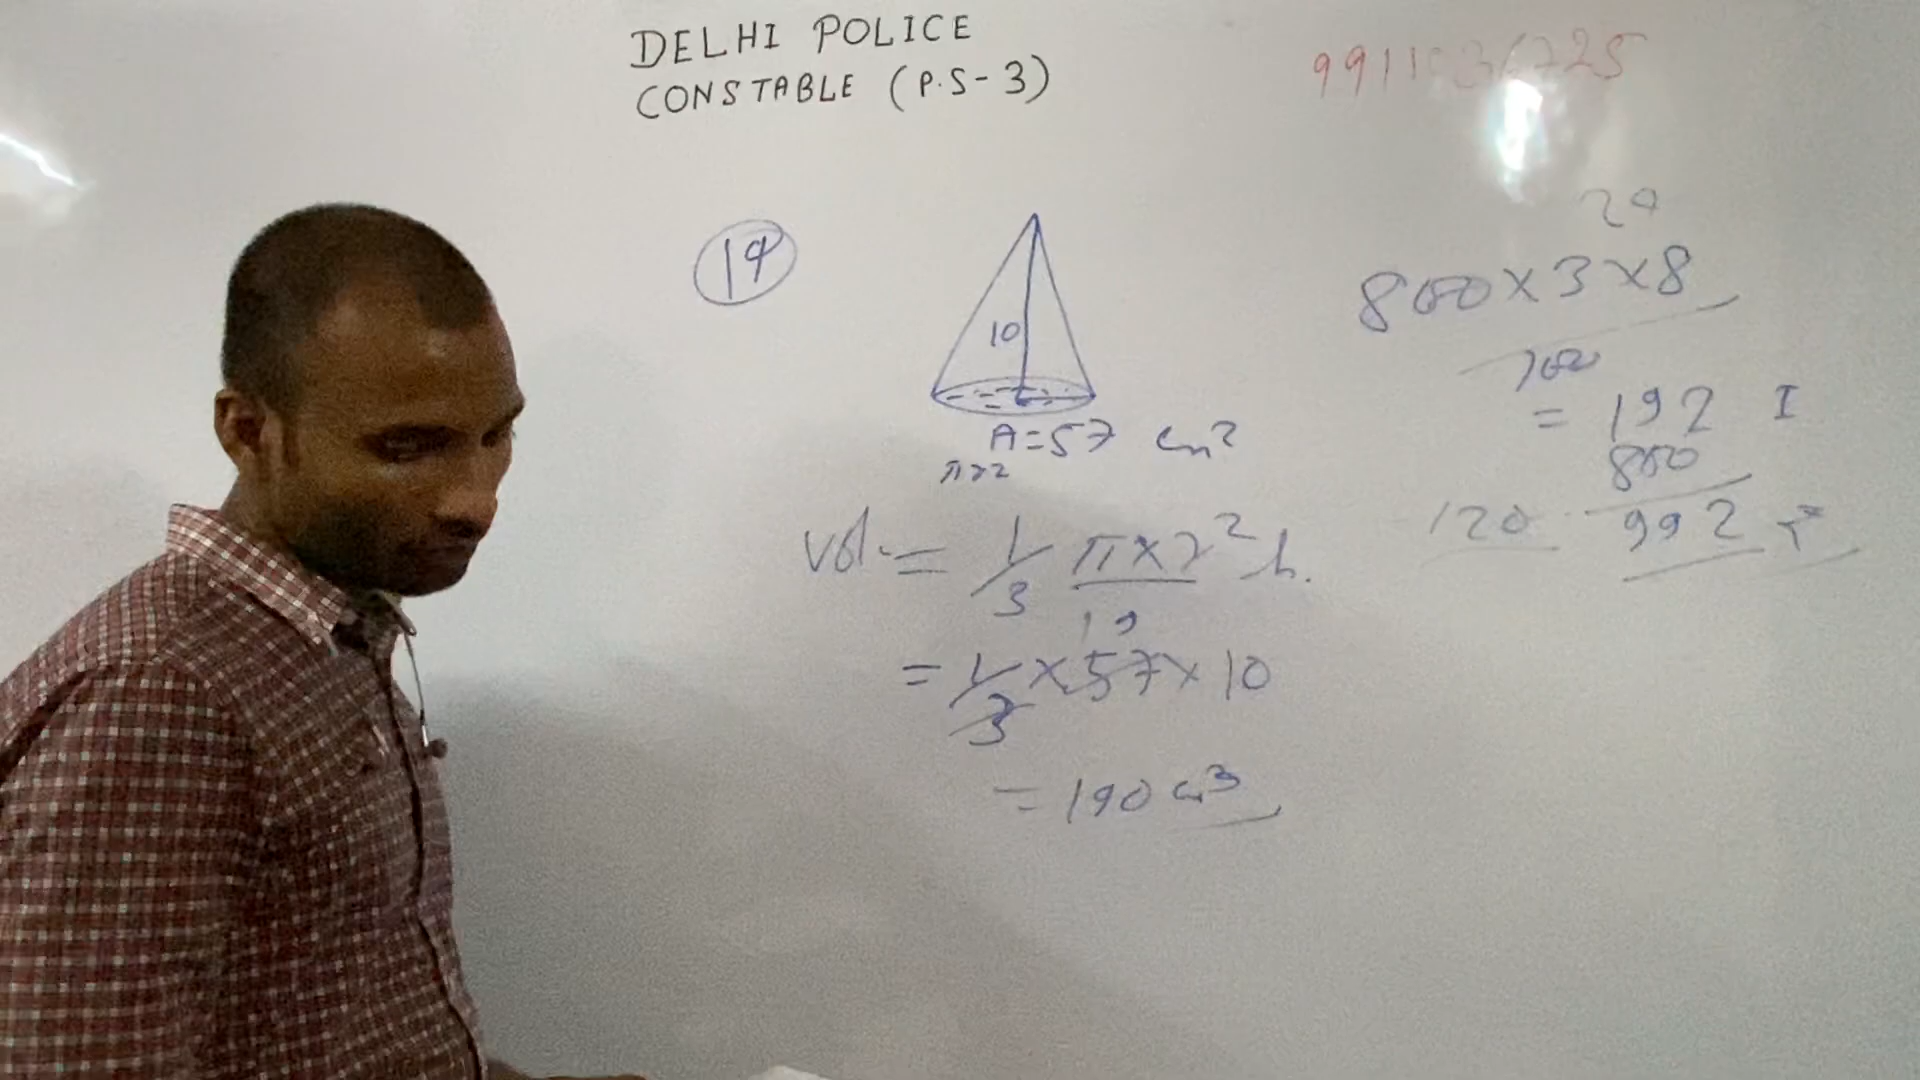 DELHI POLICE
CONSTABLE (P.S-3)
19
10
A=57 cm²
πr²
Vol. = 1/3 π×r² h.
19
= 1/3 × 57 × 10
= 190 cm³
800×3×8
100
= 192 I
800
120 992